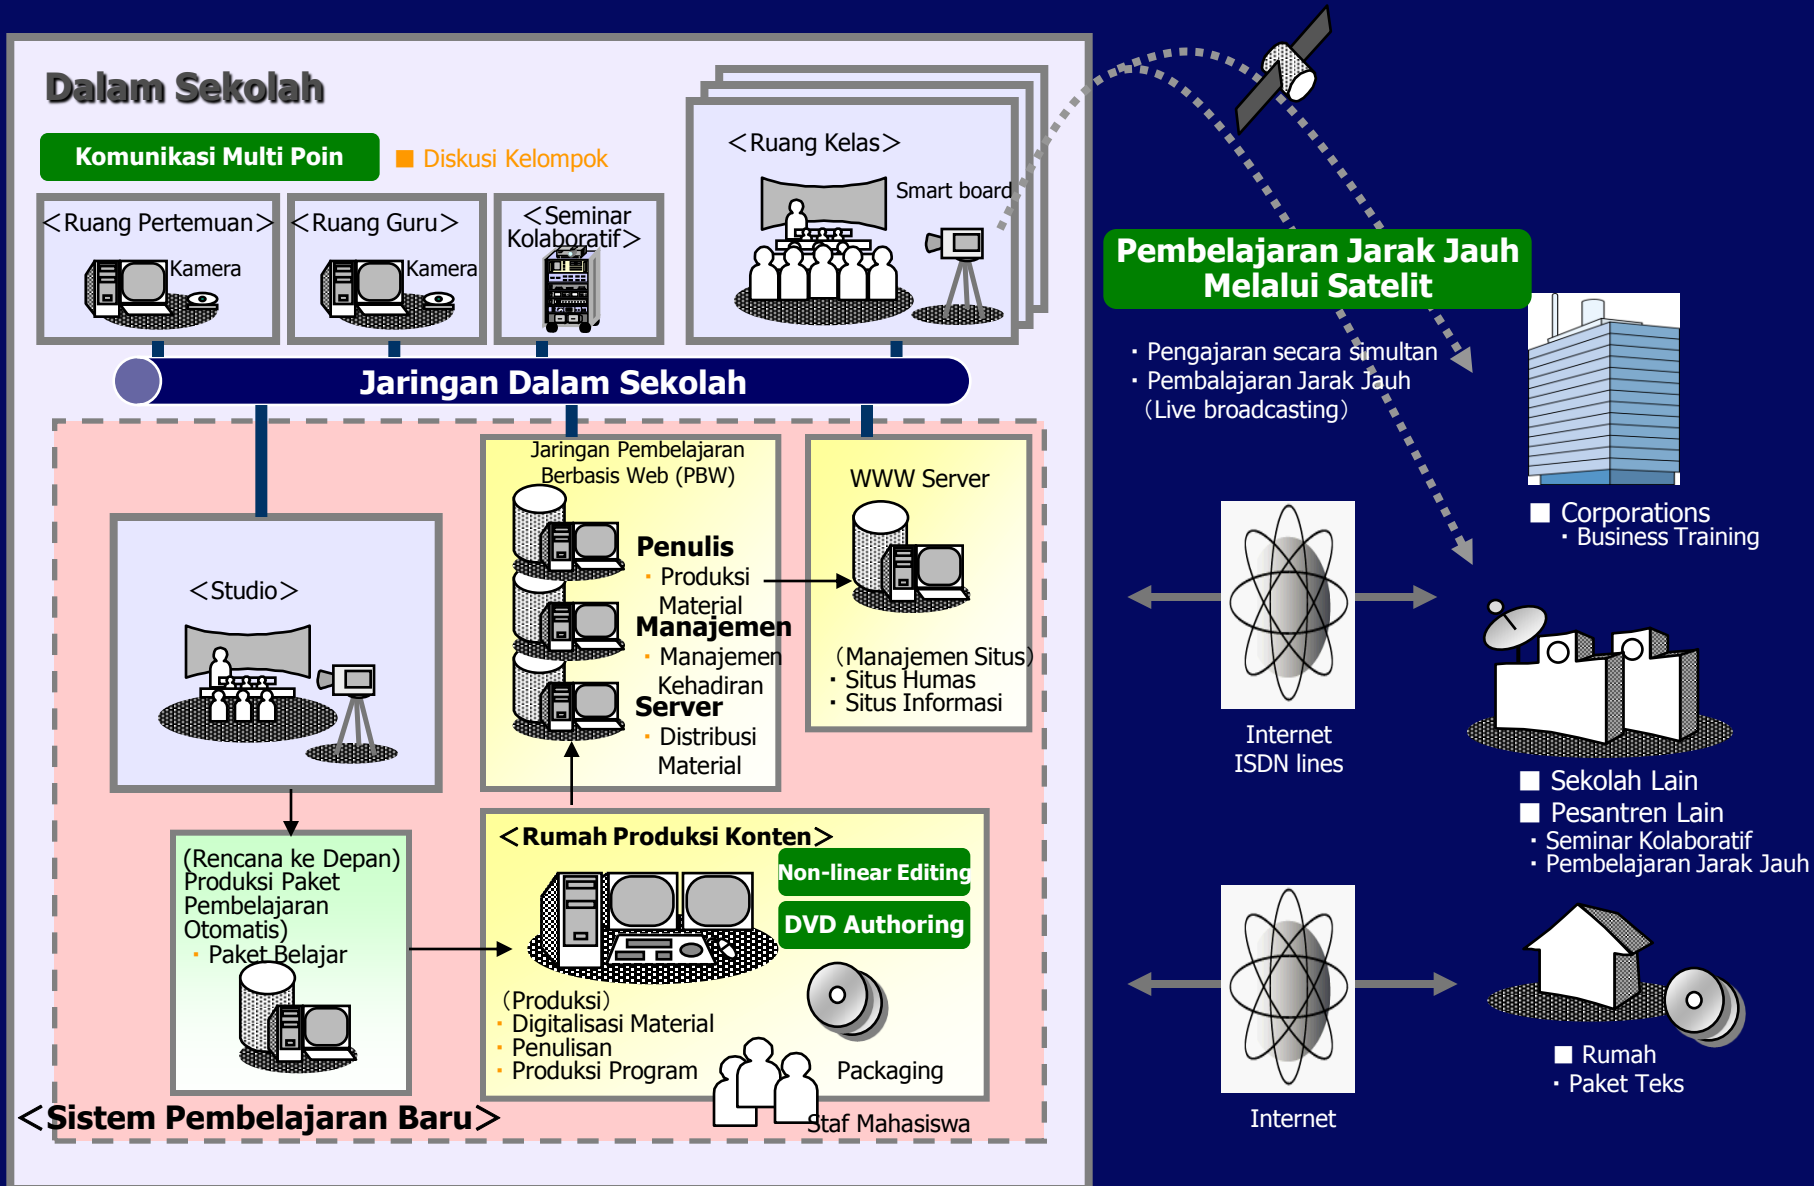 Dalam Sekolah
Komunikasi Multi Poin
■ Diskusi Kelompok
＜Ruang Pertemuan＞
Kamera
＜Ruang Guru＞
Kamera
＜Seminar
Kolaboratif＞
＜Ruang Kelas＞
Smart board
Jaringan Dalam Sekolah
Pembelajaran Jarak Jauh
Melalui Satelit
・Pengajaran secara simultan
・Pembalajaran Jarak Jauh
（Live broadcasting）
■ Corporations
・Business Training
＜Studio＞
Jaringan Pembelajaran
Berbasis Web (PBW)
Penulis
・Produksi
Material
Manajemen
・Manajemen
Kehadiran
Server
・Distribusi
Material
WWW Server
（Manajemen Situs）
・Situs Humas
・Situs Informasi
Internet
ISDN lines
■ Sekolah Lain
■ Pesantren Lain
・Seminar Kolaboratif
・Pembelajaran Jarak Jauh
(Rencana ke Depan)
Produksi Paket
Pembelajaran
Otomatis)
・Paket Belajar
＜Rumah Produksi Konten＞
Non-linear Editing
DVD Authoring
（Produksi）
・Digitalisasi Material
・Penulisan
・Produksi Program
Packaging
Staf Mahasiswa
＜Sistem Pembelajaran Baru＞
Internet
■ Rumah
・Paket Teks